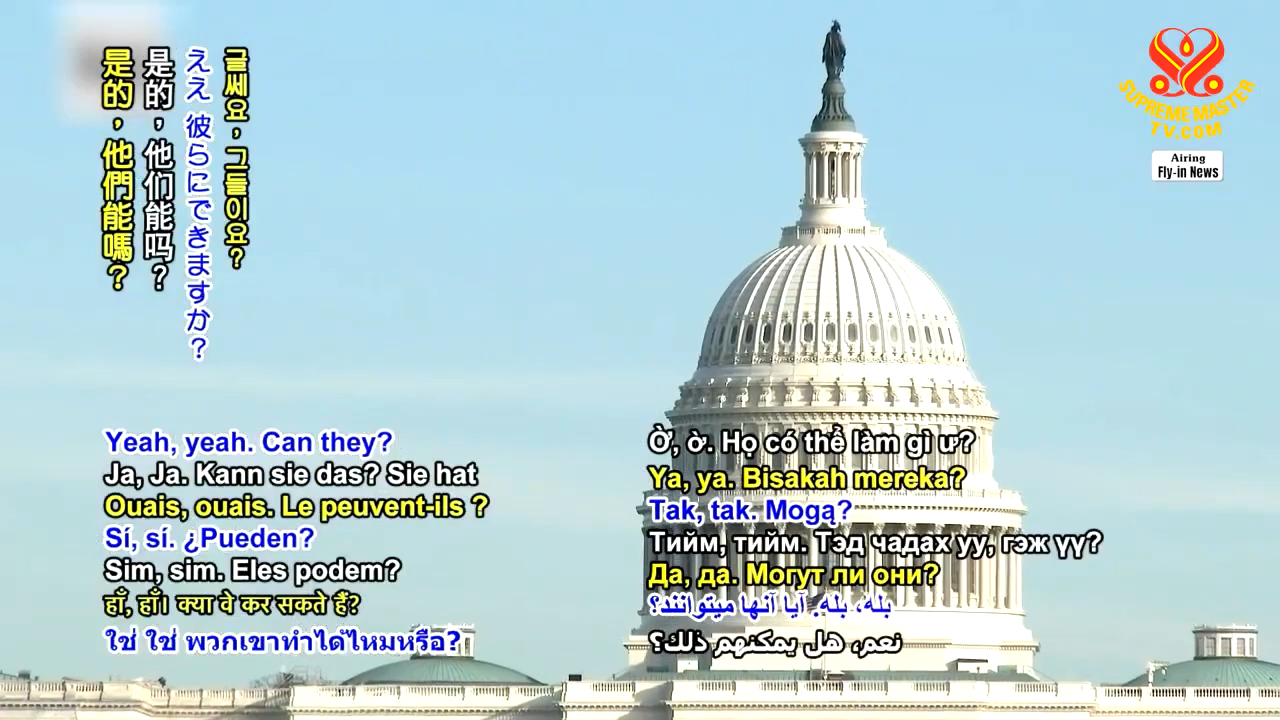 글쎄요, 그들이요?
ええ 彼らにできますか?
是的，他们能吗?
是的，他們能嗎?
SUPREME MASTER
TV.COM
Airing
Fly-in News
Yeah, yeah. Can they?
Ja, Ja. Kann sie das? Sie hat
Ouais, ouais. Le peuvent-ils ?
Sí, sí. ¿Pueden?
Sim, sim. Eles podem?
हाँ, हाँ। क्या वे कर सकते हैं?
ใช่ ใช่ พวกเขาทำได้ไหมหรือ?
Ờ, ờ. Họ có thể làm gì ư?
Ya, ya. Bisakah mereka?
Tak, tak. Mogą?
Тийм, тийм. Тэд чадах уу, гэж үү?
Да, да. Могут ли они?
بله، بله. آیا آنها میتوانند؟
نعم، هل يمكنهم ذلك؟